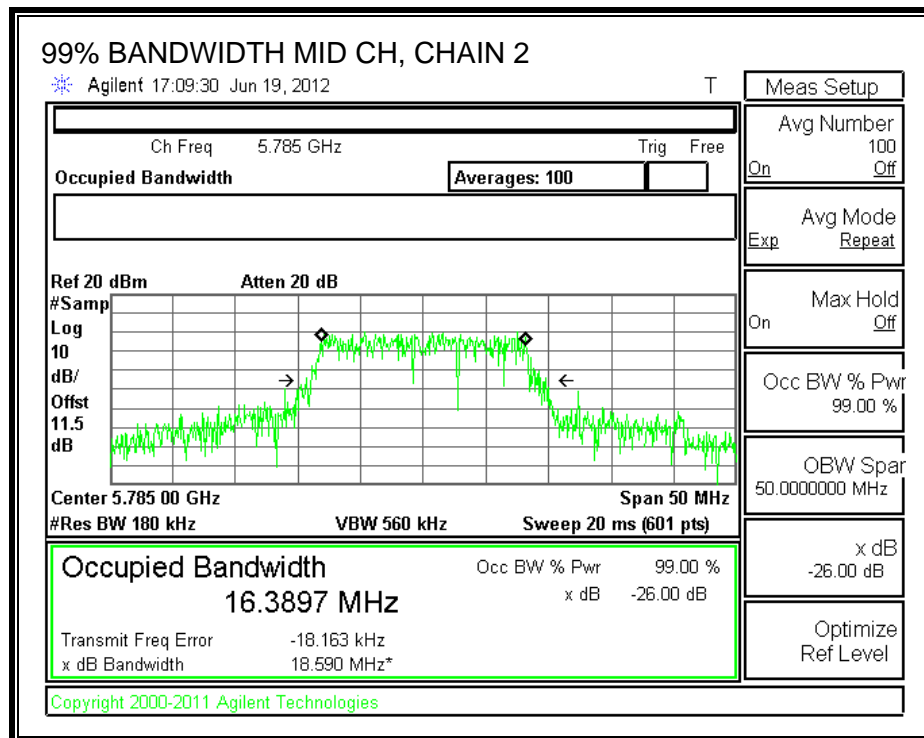 99% BANDWIDTH MID CH, CHAIN 2
Agilent 17:09:30 Jun 19, 2012 T
Meas Setup
Ch Freq 5.785 GHz Trig Free
Occupied Bandwidth Averages: 100
Ref 20 dBm Atten 20 dB
#Samp
Log
10
dB/
Offst
11.5
dB
Center 5.785 00 GHz Span 50 MHz
#Res BW 180 kHz VBW 560 kHz Sweep 20 ms (601 pts)
Occupied Bandwidth
16.3897 MHz
Occ BW % Pwr 99.00 %
x dB -26.00 dB
Transmit Freq Error -18.163 kHz
x dB Bandwidth 18.590 MHz*
Copyright 2000-2011 Agilent Technologies
Avg Number
100
On Off
Avg Mode
Exp Repeat
Max Hold
On Off
Occ BW % Pwr
99.00 %
OBW Span
50.0000000 MHz
x dB
-26.00 dB
Optimize
Ref Level